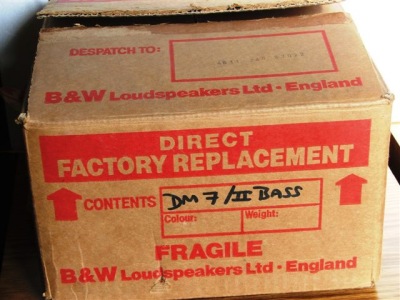 DESPATCH TO:
B&W Loudspeakers Ltd · England
DIRECT
FACTORY REPLACEMENT
CONTENTS
DM 7/II BASS
Colour: Weight:
FRAGILE
B&W Loudspeakers Ltd · England